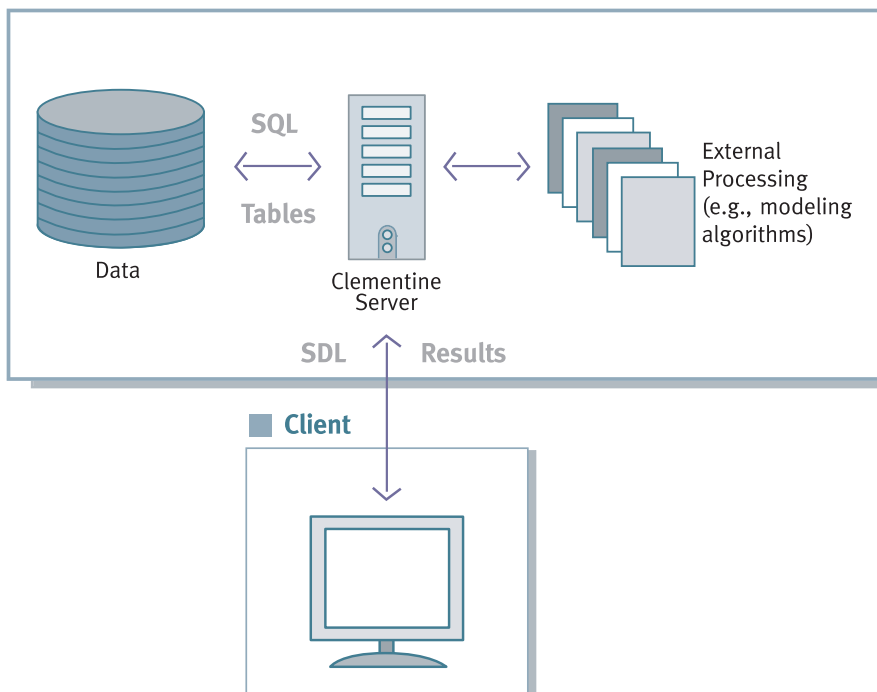 SQL
Tables
Data
Clementine
Server
External
Processing
(e.g., modeling
algorithms)
SDL
Results
Client